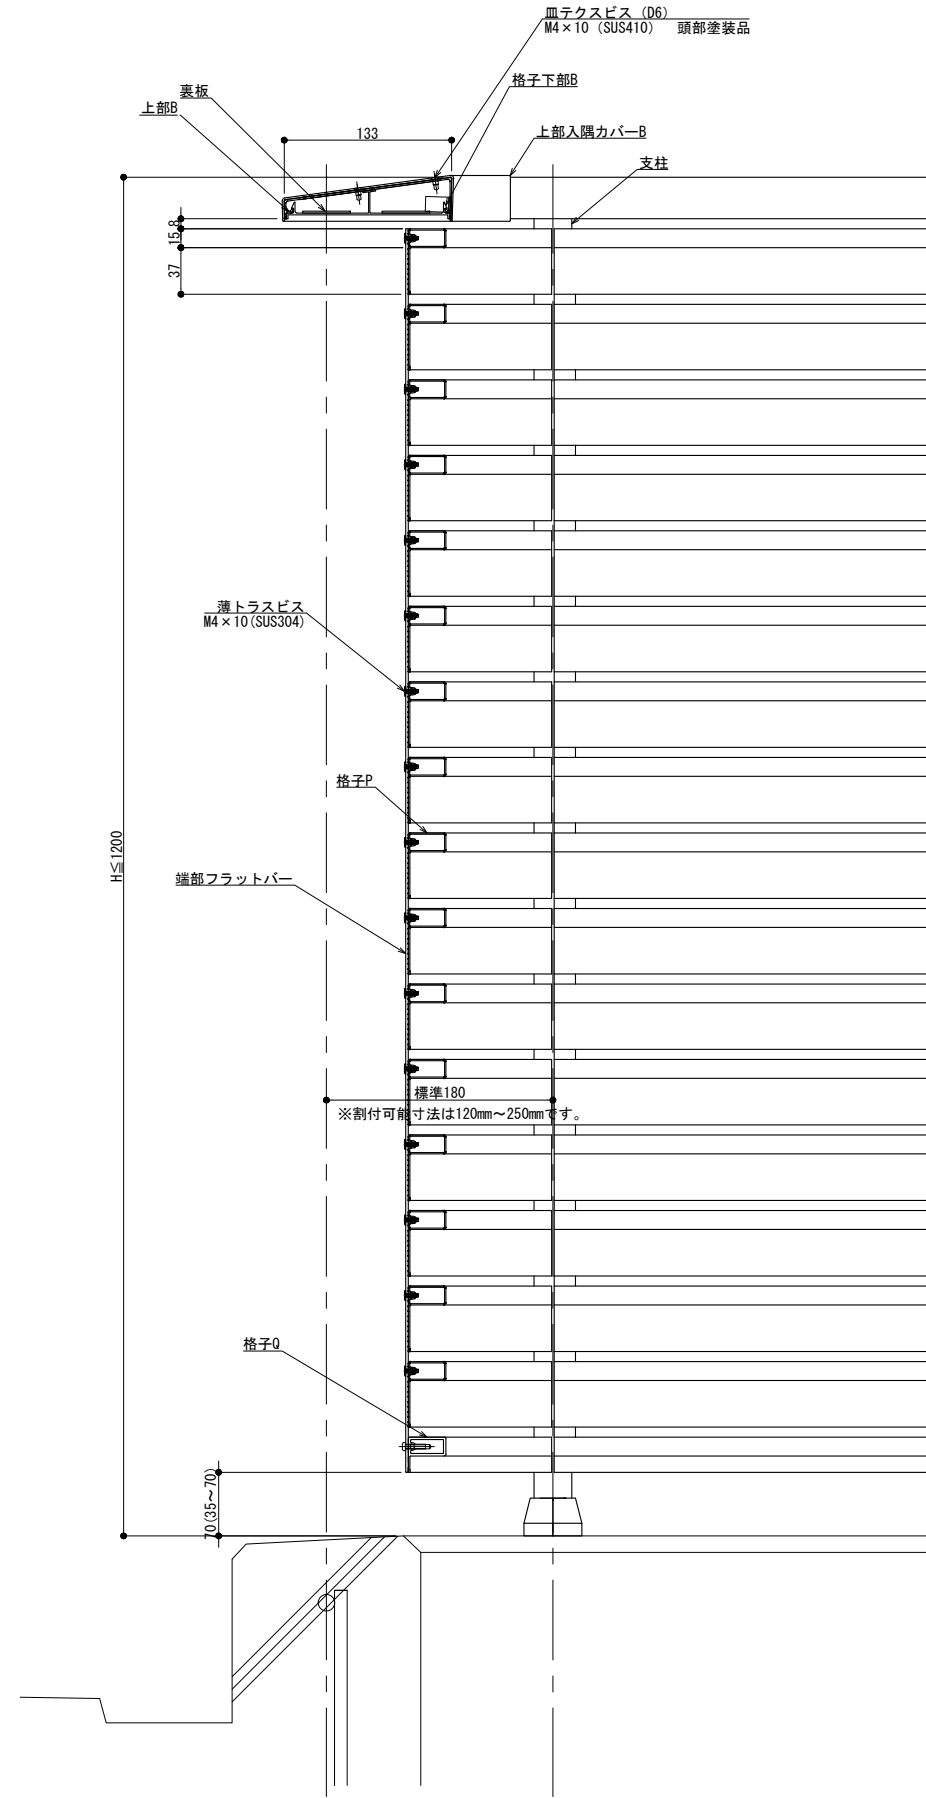 皿テクスビス（D6）
M4×10（SUS410）　頭部塗装品
格子下部B
裏板
上部B
133
上部入隅カバーB
支柱
15.8
37
薄トラスビス
M4×10(SUS304)
格子P
H≦1200
端部フラットバー
標準180
※割付可能寸法は120mm～250mmです。
格子Q
70(35～70)